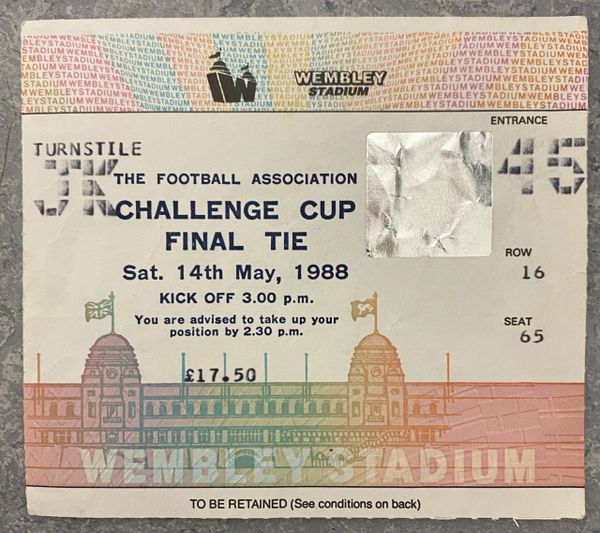 WEMBLEY
STADIUM
ENTRANCE
45
TURNSTILE
JK
THE FOOTBALL ASSOCIATION
CHALLENGE CUP
FINAL TIE
Sat. 14th May, 1988
KICK OFF 3.00 p.m.
You are advised to take up your
position by 2.30 p.m.
ROW
16
SEAT
65
£17.50
WEMBLEY STADIUM
TO BE RETAINED (See conditions on back)